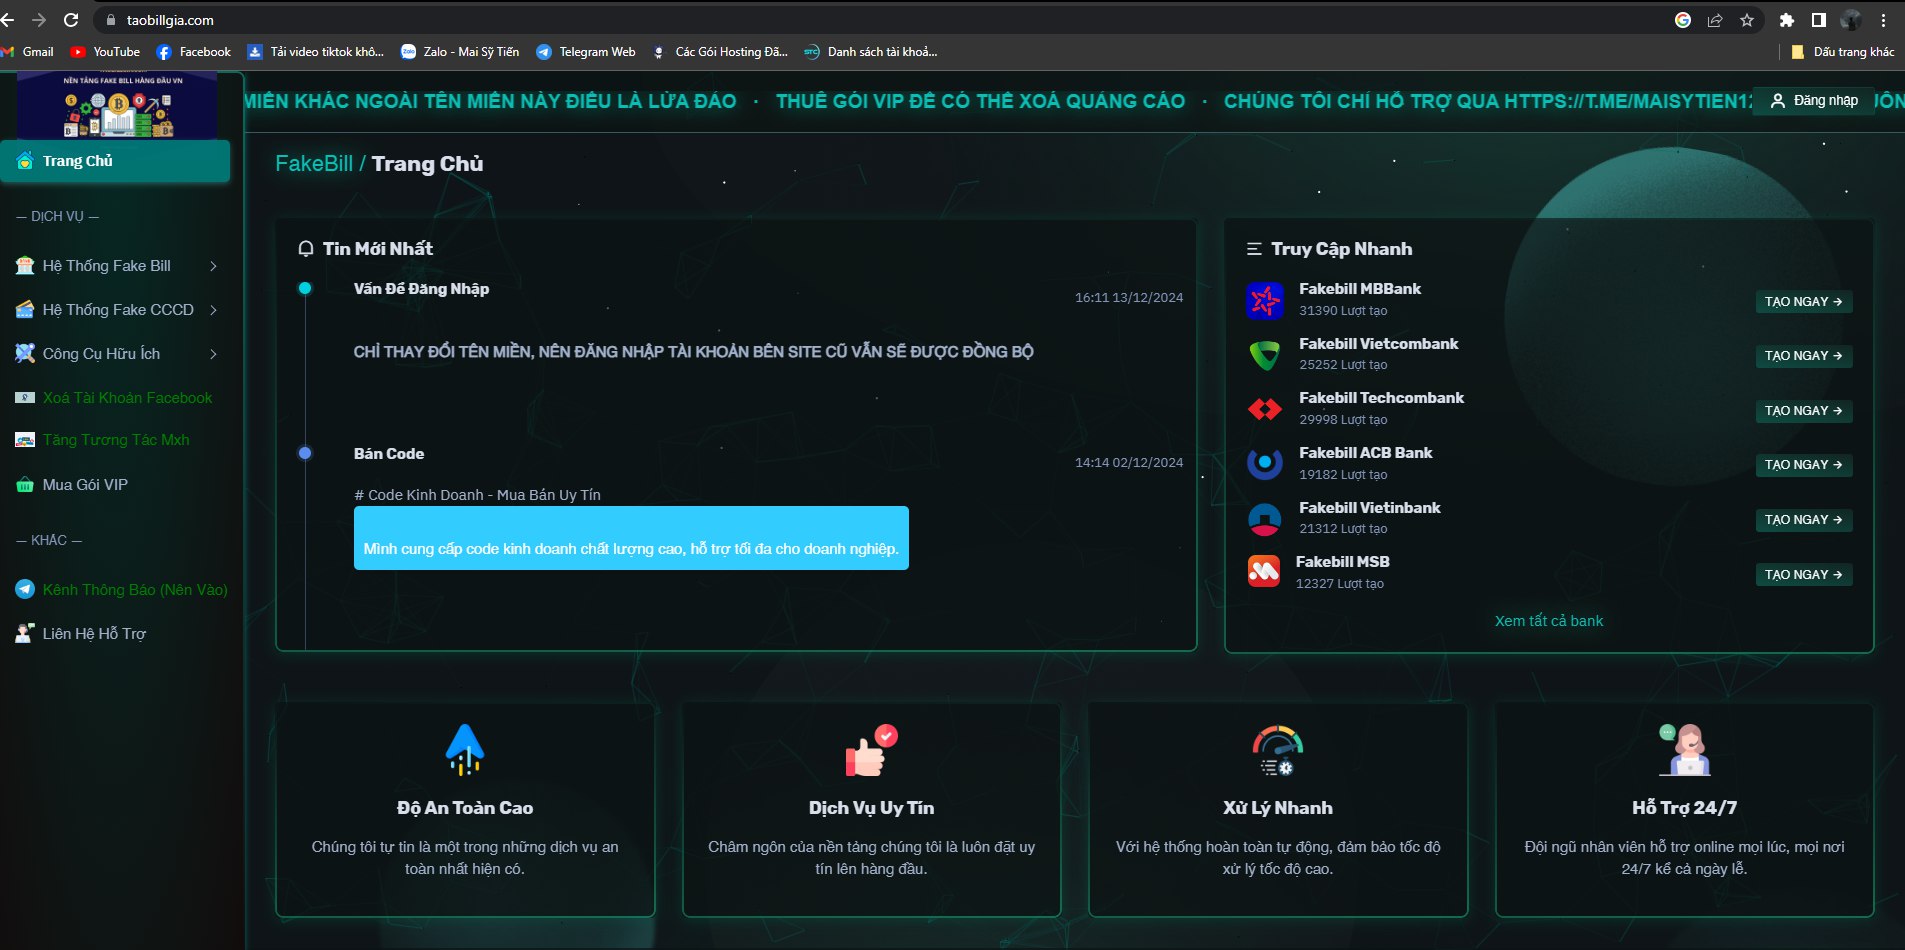 taobillgia.com
Gmail
YouTube
Facebook
Tải video tiktok khô...
Zalo - Mai Sỹ Tiến
Telegram Web
Các Gói Hosting Đã...
Danh sách tài khoả...
Dấu trang khác
NỀN TẢNG FAKE BILL HÀNG ĐẦU VN
MIỀN KHÁC NGOÀI TÊN MIỀN NÀY ĐIỀU LÀ LỪA ĐẢO · THUÊ GÓI VIP ĐỂ CÓ THỂ XOÁ QUẢNG CÁO · CHÚNG TÔI CHỈ HỖ TRỢ QUA HTTPS://T.ME/MAISYTIEN12
Đăng nhập
Trang Chủ
— DỊCH VỤ —
Hệ Thống Fake Bill
Hệ Thống Fake CCCD
Công Cụ Hữu Ích
Xoá Tài Khoản Facebook
Tăng Tương Tác Mxh
Mua Gói VIP
— KHÁC —
Kênh Thông Báo (Nên Vào)
Liên Hệ Hỗ Trợ
FakeBill / Trang Chủ
Tin Mới Nhất
Vấn Đề Đăng Nhập
16:11 13/12/2024
CHỈ THAY ĐỔI TÊN MIỀN, NÊN ĐĂNG NHẬP TÀI KHOẢN BÊN SITE CŨ VẪN SẼ ĐƯỢC ĐỒNG BỘ
Bán Code
14:14 02/12/2024
# Code Kinh Doanh - Mua Bán Uy Tín
Mình cung cấp code kinh doanh chất lượng cao, hỗ trợ tối đa cho doanh nghiệp.
Truy Cập Nhanh
Fakebill MBBank
31390 Lượt tạo
TẠO NGAY →
Fakebill Vietcombank
25252 Lượt tạo
TẠO NGAY →
Fakebill Techcombank
29998 Lượt tạo
TẠO NGAY →
Fakebill ACB Bank
19182 Lượt tạo
TẠO NGAY →
Fakebill Vietinbank
21312 Lượt tạo
TẠO NGAY →
Fakebill MSB
12327 Lượt tạo
TẠO NGAY →
Xem tất cả bank
Độ An Toàn Cao
Chúng tôi tự tin là một trong những dịch vụ an
toàn nhất hiện có.
Dịch Vụ Uy Tín
Châm ngôn của nền tảng chúng tôi là luôn đặt uy
tín lên hàng đầu.
Xử Lý Nhanh
Với hệ thống hoàn toàn tự động, đảm bảo tốc độ
xử lý tốc độ cao.
Hỗ Trợ 24/7
Đội ngũ nhân viên hỗ trợ online mọi lúc, mọi nơi
24/7 kể cả ngày lễ.